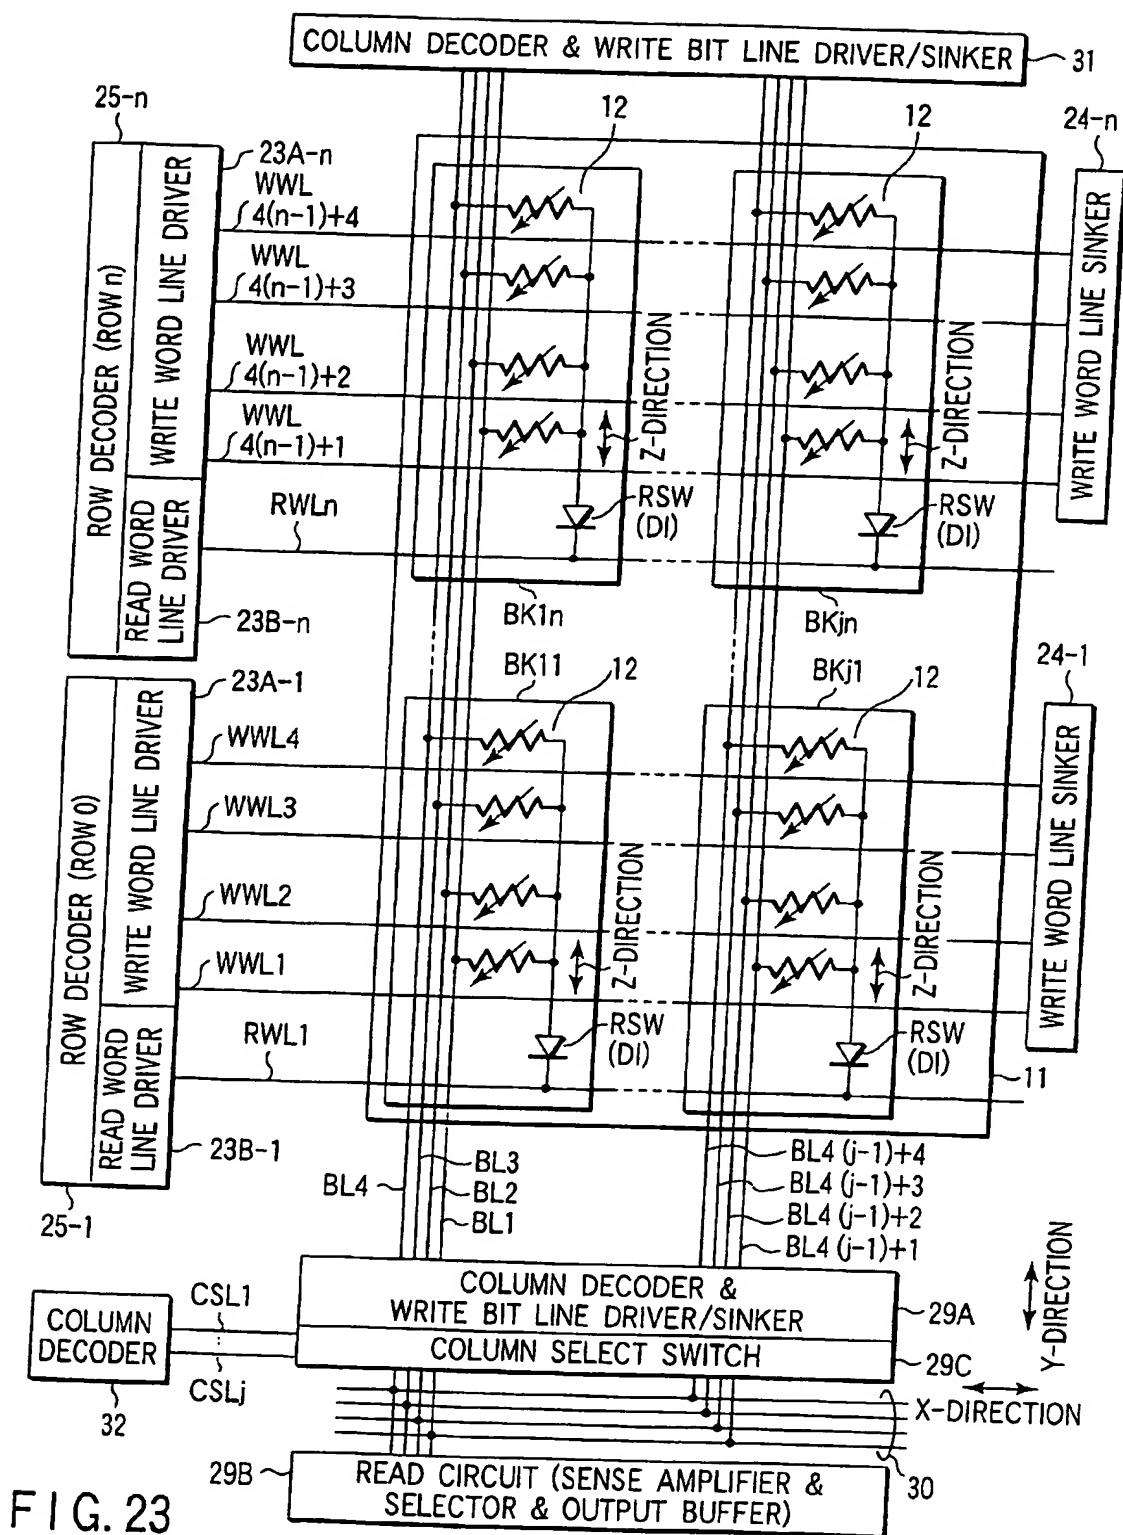 COLUMN DECODER & WRITE BIT LINE DRIVER/SINKER
31
25-n
12
12
24-n
23A-n
ROW DECODER (ROW n)
WRITE WORD LINE DRIVER
READ WORD
LINE DRIVER
WWL
4(n-1)+4
WWL
4(n-1)+3
WWL
4(n-1)+2
WWL
4(n-1)+1
Z-DIRECTION
Z-DIRECTION
WRITE WORD LINE SINKER
RWLn
RSW
(DI)
RSW
(DI)
23B-n
BK1n
BKjn
23A-1
BK11
12
BKj1
12
24-1
ROW DECODER (ROW 0)
WRITE WORD LINE DRIVER
READ WORD
LINE DRIVER
WWL4
WWL3
WWL2
WWL1
Z-DIRECTION
Z-DIRECTION
WRITE WORD LINE SINKER
RWL1
RSW
(DI)
RSW
(DI)
11
23B-1
25-1
BL4
BL3
BL2
BL1
BL4(j-1)+4
BL4(j-1)+3
BL4(j-1)+2
BL4(j-1)+1
COLUMN DECODER &
WRITE BIT LINE DRIVER/SINKER
29A
COLUMN SELECT SWITCH
29C
COLUMN
DECODER
32
CSL1
CSLj
Y-DIRECTION
X-DIRECTION
30
29B
READ CIRCUIT (SENSE AMPLIFIER &
SELECTOR & OUTPUT BUFFER)
FIG. 23